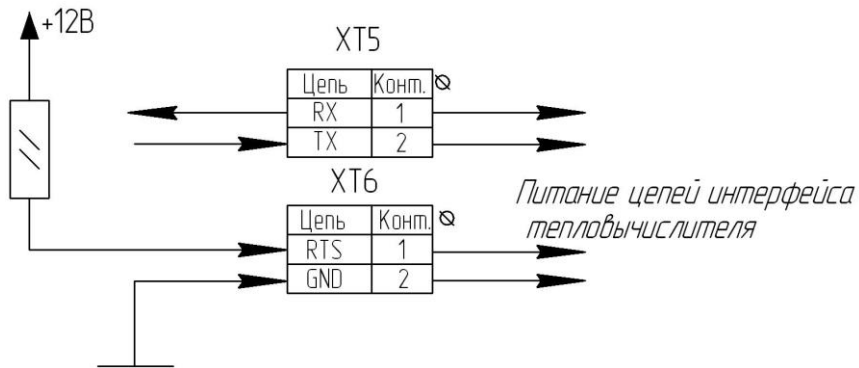 +12В
XT5
Цепь Конт.
RX 1
TX 2
XT6
Цепь Конт.
RTS 1
GND 2
Питание цепей интерфейса
тепловычислителя